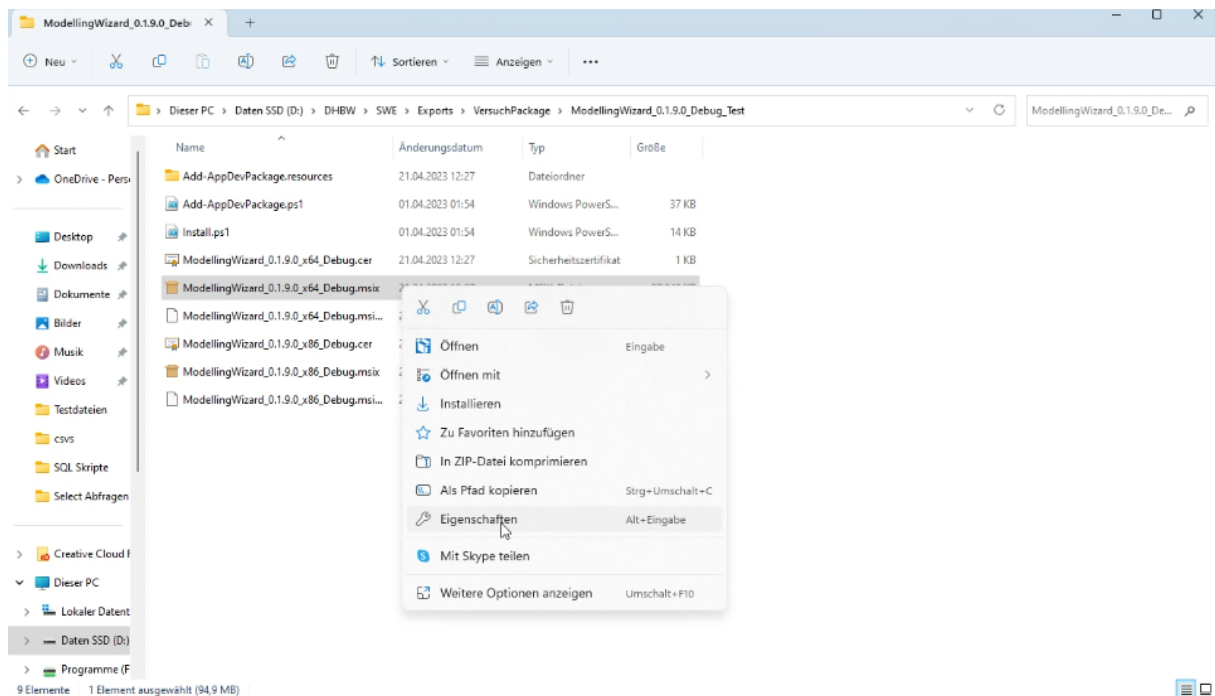 ModellingWizard_0.1.9.0_Deb
Neu
Sortieren
Anzeigen
Dieser PC > Daten SSD (D:) > DHBW > SWE > Exports > VersuchPackage > ModellingWizard_0.1.9.0_Debug_Test
ModellingWizard_0.1.9.0_De...
Start
OneDrive - Pers
Desktop
Downloads
Dokumente
Bilder
Musik
Videos
Testdateien
csvs
SQL Skripte
Select Abfragen
Creative Cloud F
Dieser PC
Lokaler Datent
Daten SSD (D:)
Programme (F
Name Änderungsdatum Typ Größe
Add-AppDevPackage.resources 21.04.2023 12:27 Dateiordner
Add-AppDevPackage.ps1 01.04.2023 01:54 Windows PowerS... 37 KB
Install.ps1 01.04.2023 01:54 Windows PowerS... 14 KB
ModellingWizard_0.1.9.0_x64_Debug.cer 21.04.2023 12:27 Sicherheitszertifikat 1 KB
ModellingWizard_0.1.9.0_x64_Debug.msix
ModellingWizard_0.1.9.0_x64_Debug.msi...
ModellingWizard_0.1.9.0_x86_Debug.cer
ModellingWizard_0.1.9.0_x86_Debug.msix
ModellingWizard_0.1.9.0_x86_Debug.msi...
Öffnen Eingabe
Öffnen mit
Installieren
Zu Favoriten hinzufügen
In ZIP-Datei komprimieren
Als Pfad kopieren Strg+Umschalt+C
Eigenschaften Alt+Eingabe
Mit Skype teilen
Weitere Optionen anzeigen Umschalt+F10
9 Elemente 1 Element ausgewählt (94,9 MB)